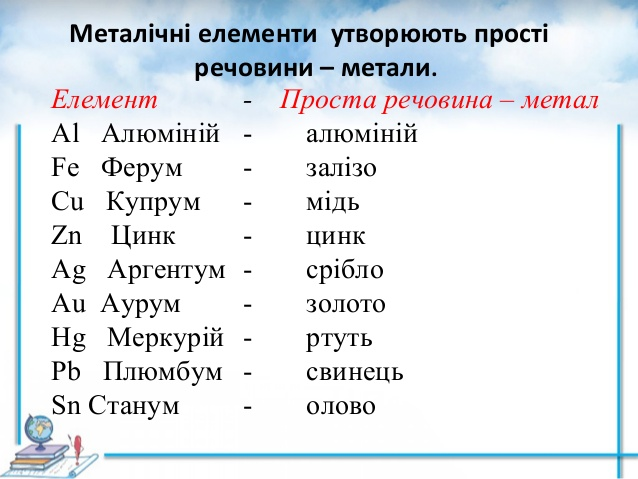 Металічні елементи утворюють прості
речовини – метали.
Елемент - Проста речовина – метал
Al Алюміній - алюміній
Fe Ферум - залізо
Cu Купрум - мідь
Zn Цинк - цинк
Ag Аргентум - срібло
Au Аурум - золото
Hg Меркурій - ртуть
Pb Плюмбум - свинець
Sn Станум - олово